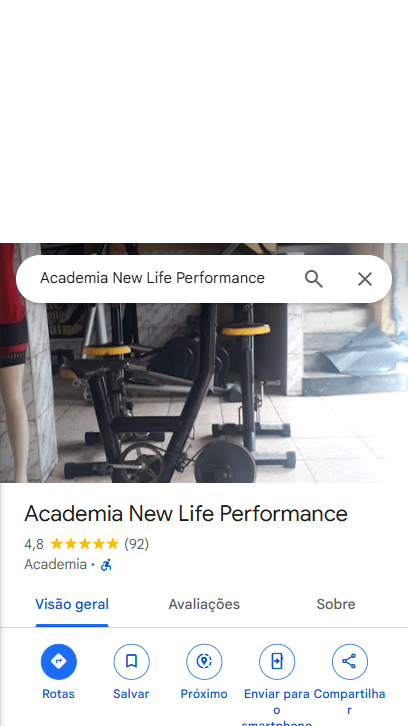 Academia New Life Performance
Academia New Life Performance
4,8 (92)
Academia ·
Visão geral Avaliações Sobre
Rotas Salvar Próximo Enviar para o smartphone Compartilhar